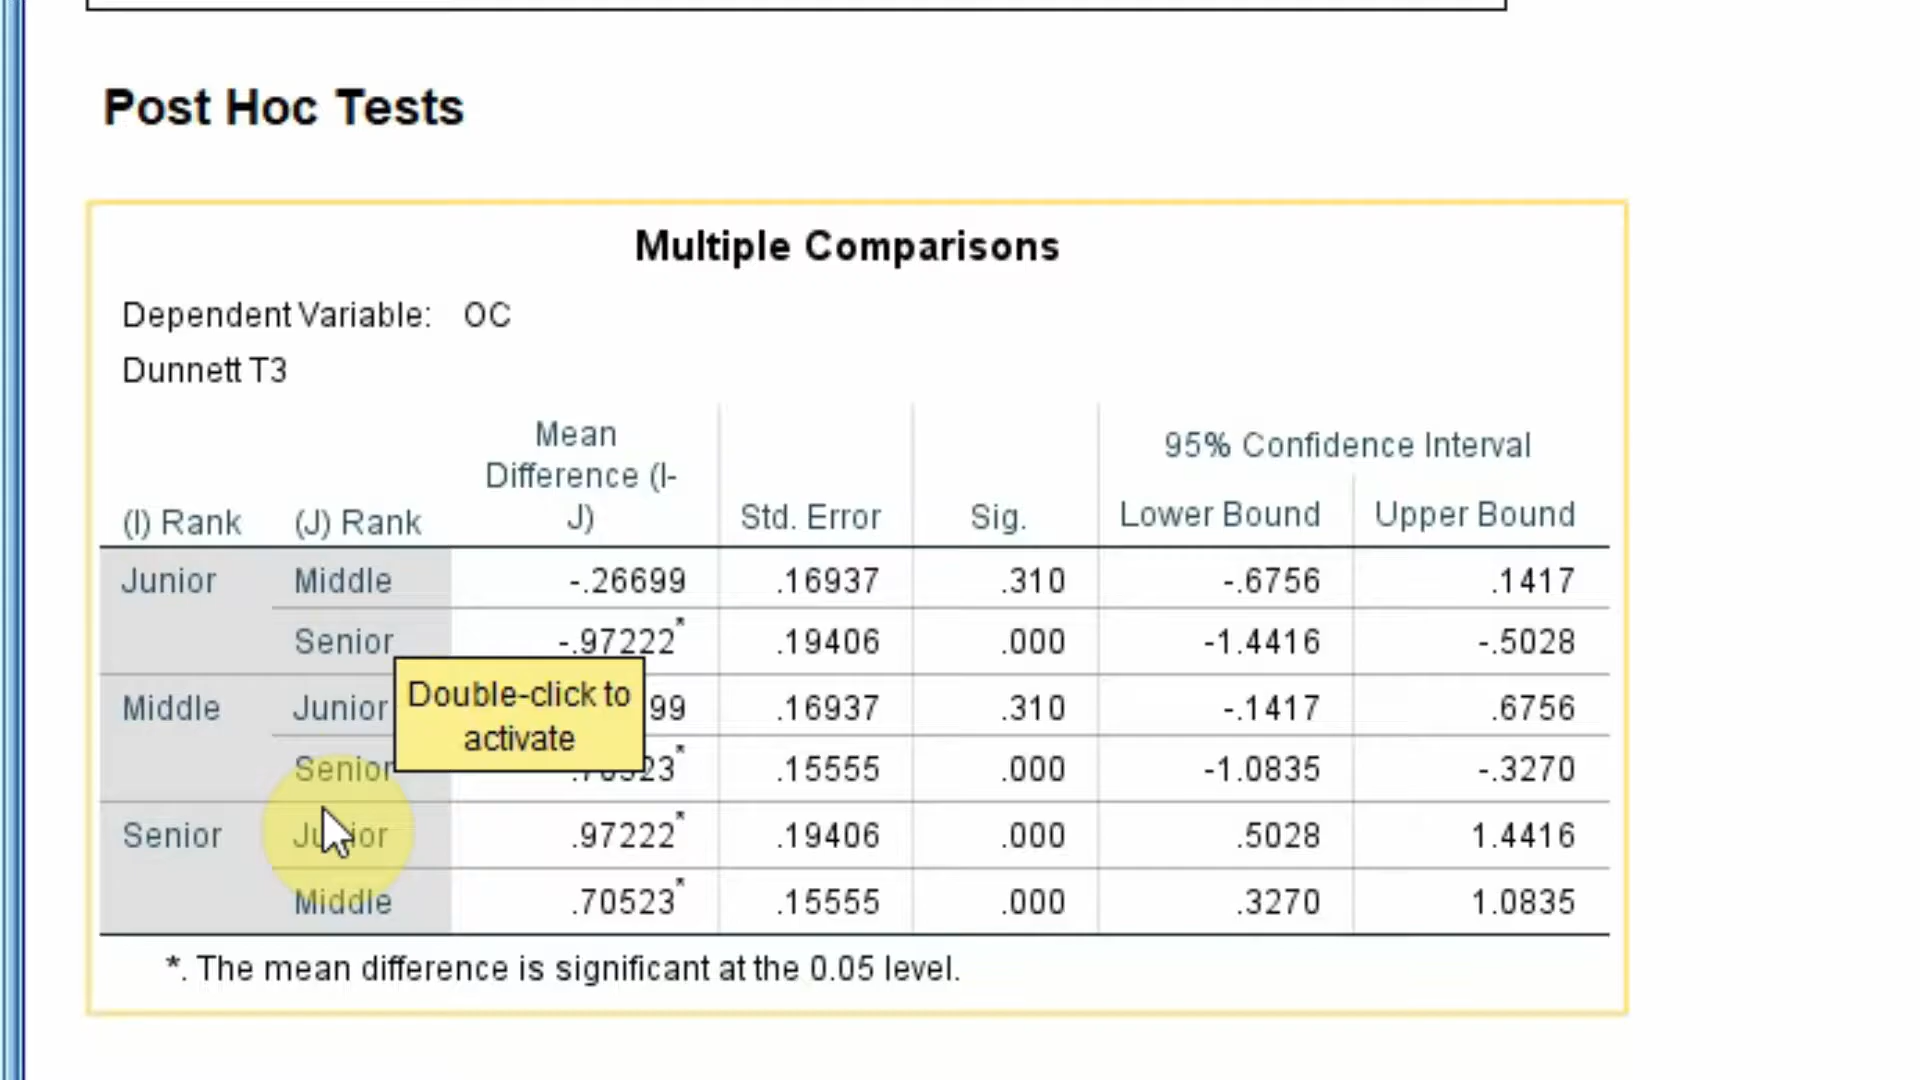 Post Hoc Tests
Multiple Comparisons
Dependent Variable: OC
Dunnett T3
(I) Rank (J) Rank Mean Difference (I-J) Std. Error Sig. 95% Confidence Interval Lower Bound Upper Bound
Junior Middle -.26699 .16937 .310 -.6756 .1417
Senior -.97222* .19406 .000 -1.4416 -.5028
Middle Junior 99 .16937 .310 -.1417 .6756
Senior 23* .15555 .000 -1.0835 -.3270
Double-click to
activate
Senior Junior .97222* .19406 .000 .5028 1.4416
Middle .70523* .15555 .000 .3270 1.0835
*. The mean difference is significant at the 0.05 level.